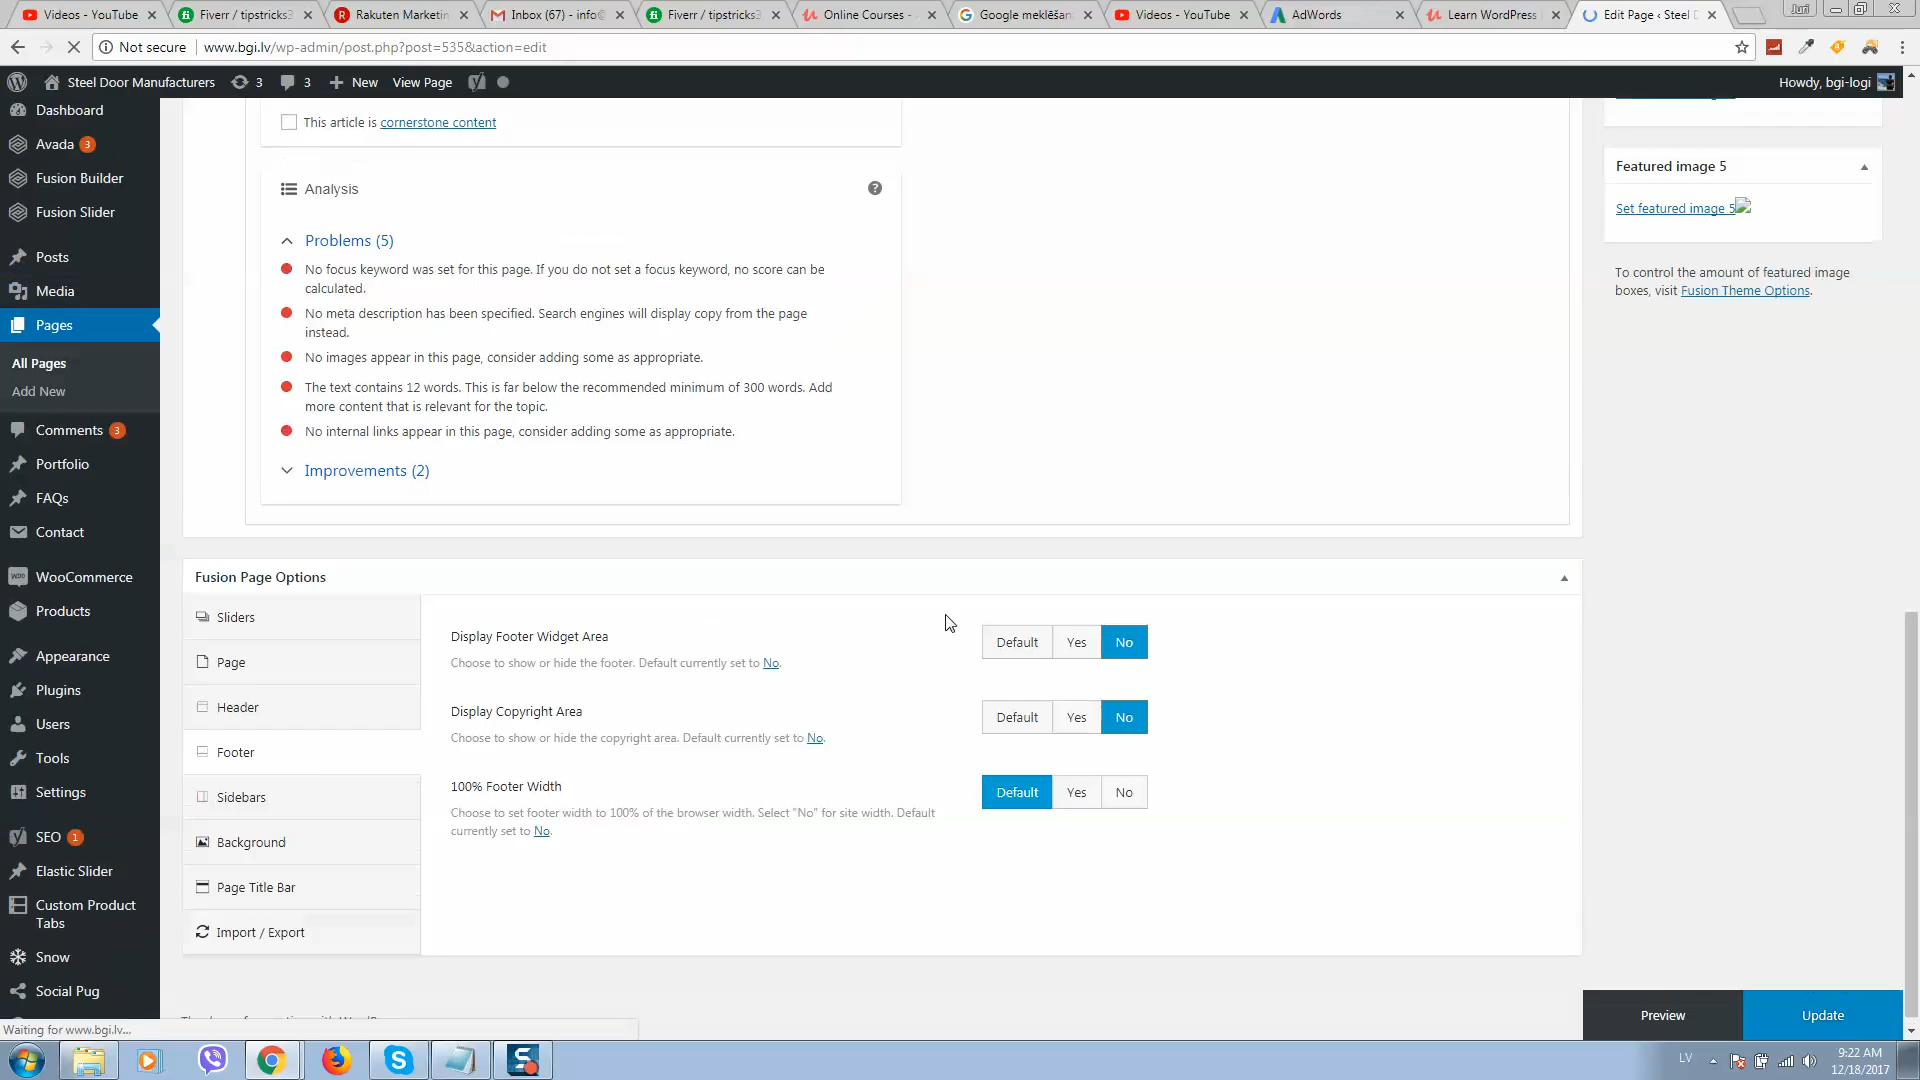 Videos - YouTube
Fiverr / tipstricks3
Rakuten Marketin
Inbox (67) - info@
Fiverr / tipstricks3
Online Courses -
Google meklēšan
Videos - YouTube
AdWords
Learn WordPress
Edit Page ‹ Steel D
Juri
Not secure
www.bgi.lv/wp-admin/post.php?post=535&action=edit
Steel Door Manufacturers
3
3
New
View Page
Howdy, bgi-logi
Dashboard
Avada 3
Fusion Builder
Fusion Slider
Posts
Media
Pages
All Pages
Add New
Comments 3
Portfolio
FAQs
Contact
WooCommerce
Products
Appearance
Plugins
Users
Tools
Settings
SEO 1
Elastic Slider
Custom Product
Tabs
Snow
Social Pug
This article is cornerstone content
Analysis
Problems (5)
No focus keyword was set for this page. If you do not set a focus keyword, no score can be
calculated.
No meta description has been specified. Search engines will display copy from the page
instead.
No images appear in this page, consider adding some as appropriate.
The text contains 12 words. This is far below the recommended minimum of 300 words. Add
more content that is relevant for the topic.
No internal links appear in this page, consider adding some as appropriate.
Improvements (2)
Featured image 5
Set featured image 5
To control the amount of featured image
boxes, visit Fusion Theme Options.
Fusion Page Options
Sliders
Page
Header
Footer
Sidebars
Background
Page Title Bar
Import / Export
Display Footer Widget Area
Choose to show or hide the footer. Default currently set to No.
Default Yes No
Display Copyright Area
Choose to show or hide the copyright area. Default currently set to No.
Default Yes No
100% Footer Width
Choose to set footer width to 100% of the browser width. Select "No" for site width. Default
currently set to No.
Default Yes No
Preview
Update
Waiting for www.bgi.lv...
LV
9:22 AM
12/18/2017